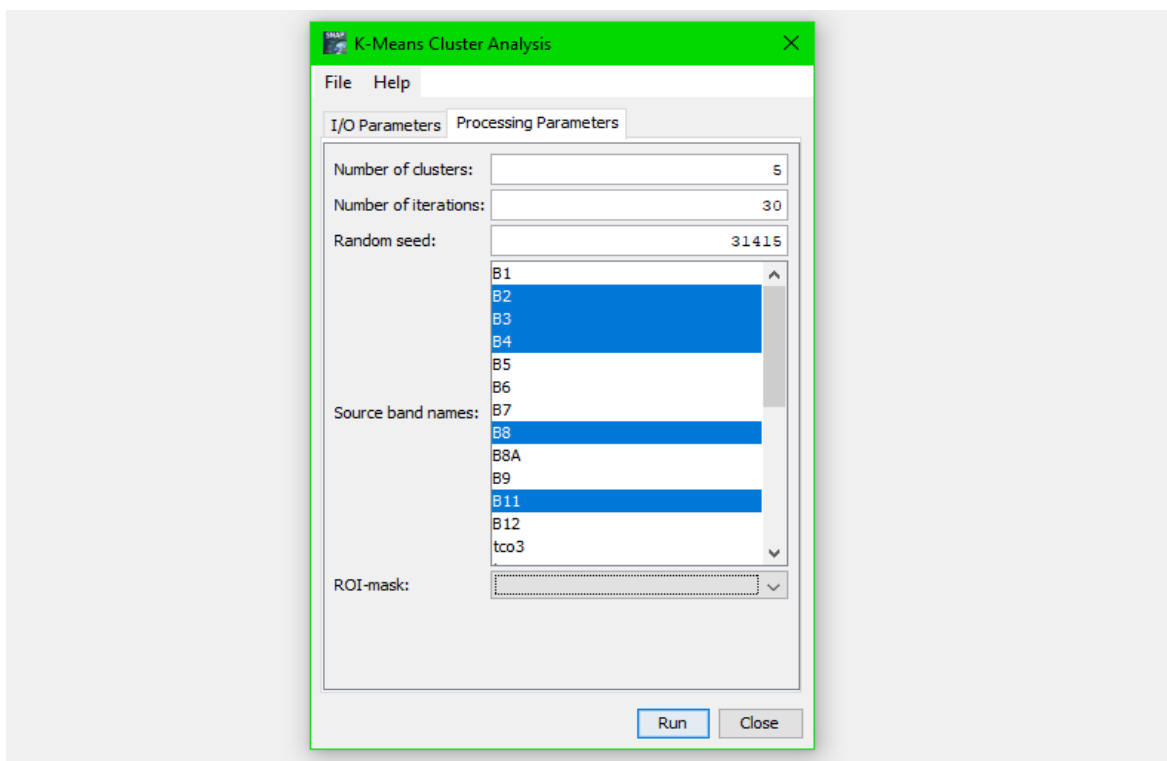 SNAP K-Means Cluster Analysis
File Help
I/O Parameters Processing Parameters
Number of clusters: 5
Number of iterations: 30
Random seed: 31415
B1
B2
B3
B4
B5
B6
Source band names: B7
B8
B8A
B9
B11
B12
tco3
ROI-mask:
Run Close